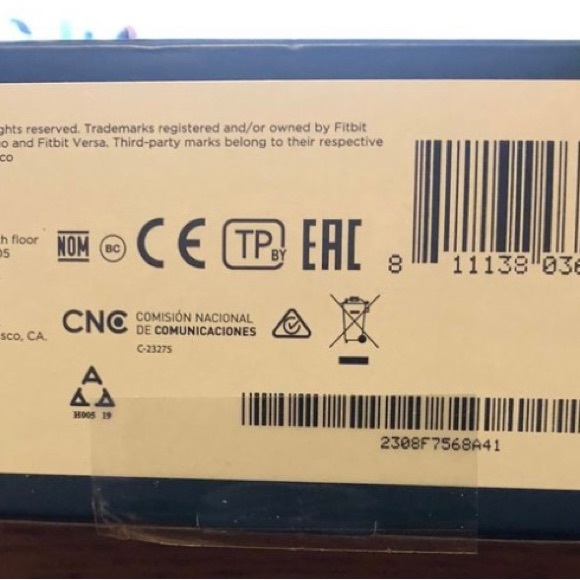 ghts reserved. Trademarks registered and/or owned by Fitbit
o and Fitbit Versa. Third-party marks belong to their respective
co
h floor
05
NOM BC CE TP BY EAC
8 11138 036
sco, CA.
CNC COMISIÓN NACIONAL
DE COMUNICACIONES
C-23275
H005 19
2308F7568A41